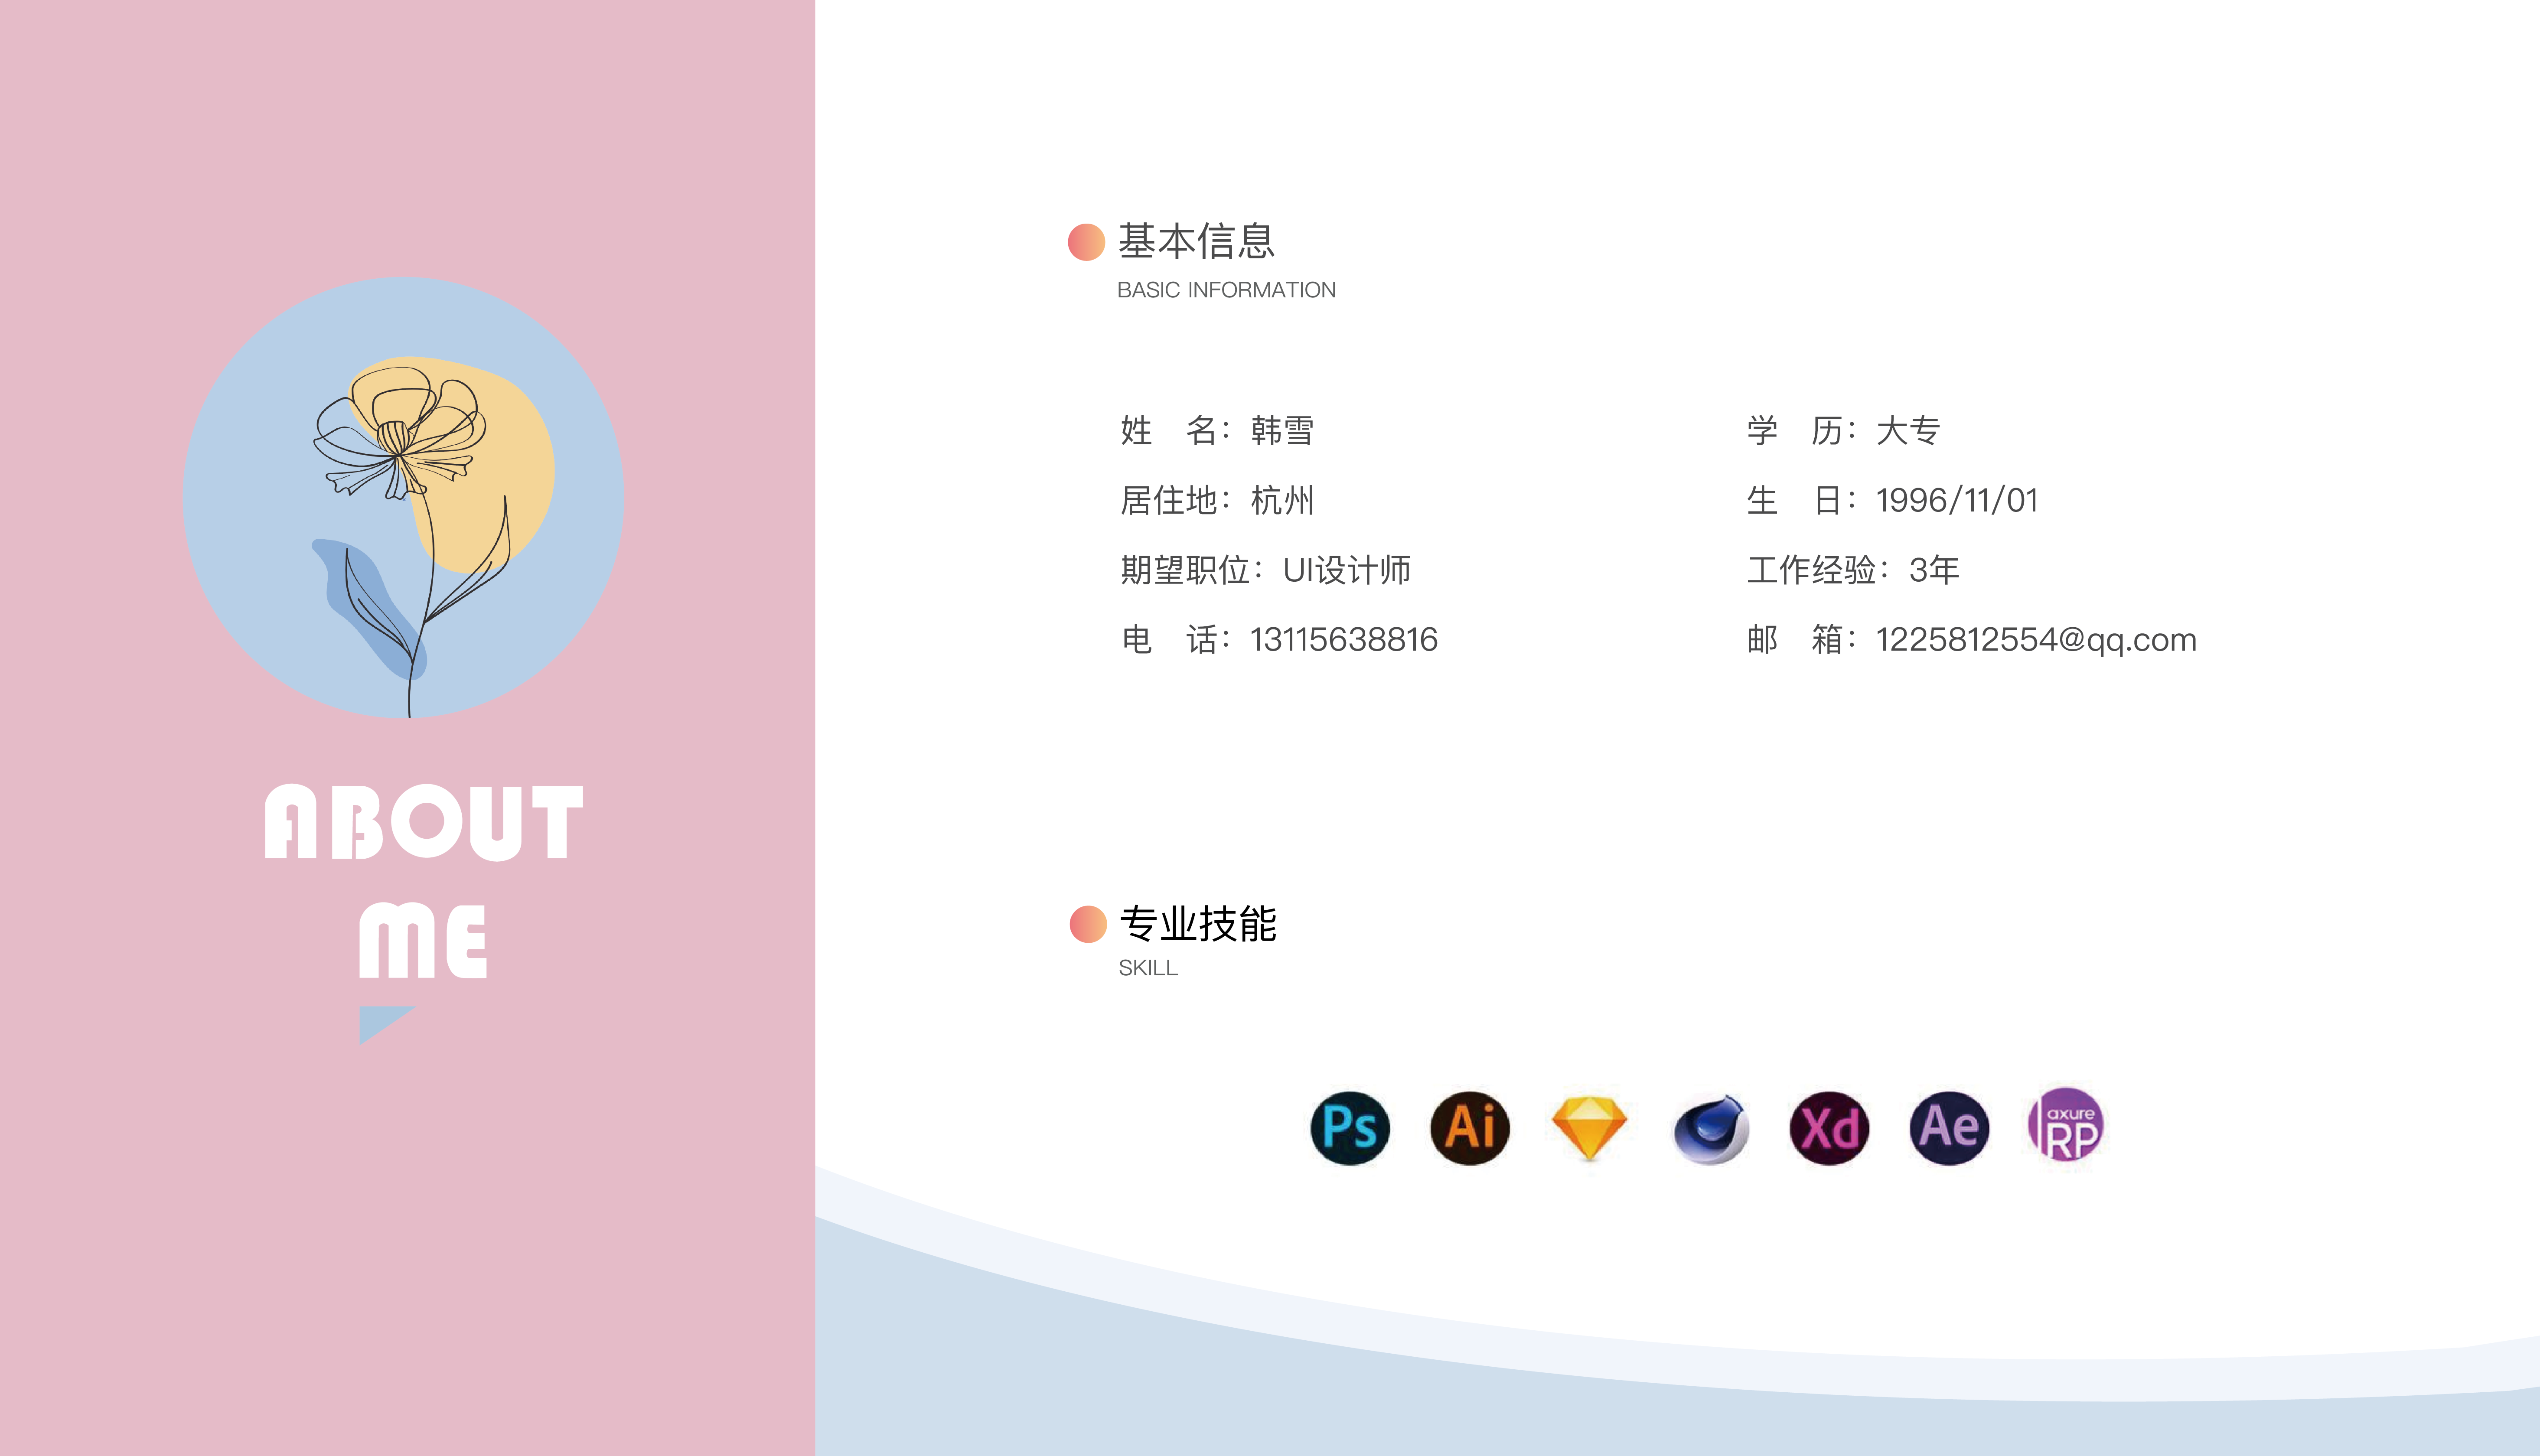 ABOUT
ME
基本信息
BASIC INFORMATION
姓 名：韩雪
学 历：大专
居住地：杭州
生 日：1996/11/01
期望职位：UI设计师
工作经验：3年
电 话：13115638816
邮 箱：1225812554@qq.com
专业技能
SKILL
Ps Ai Xd Ae axure RP